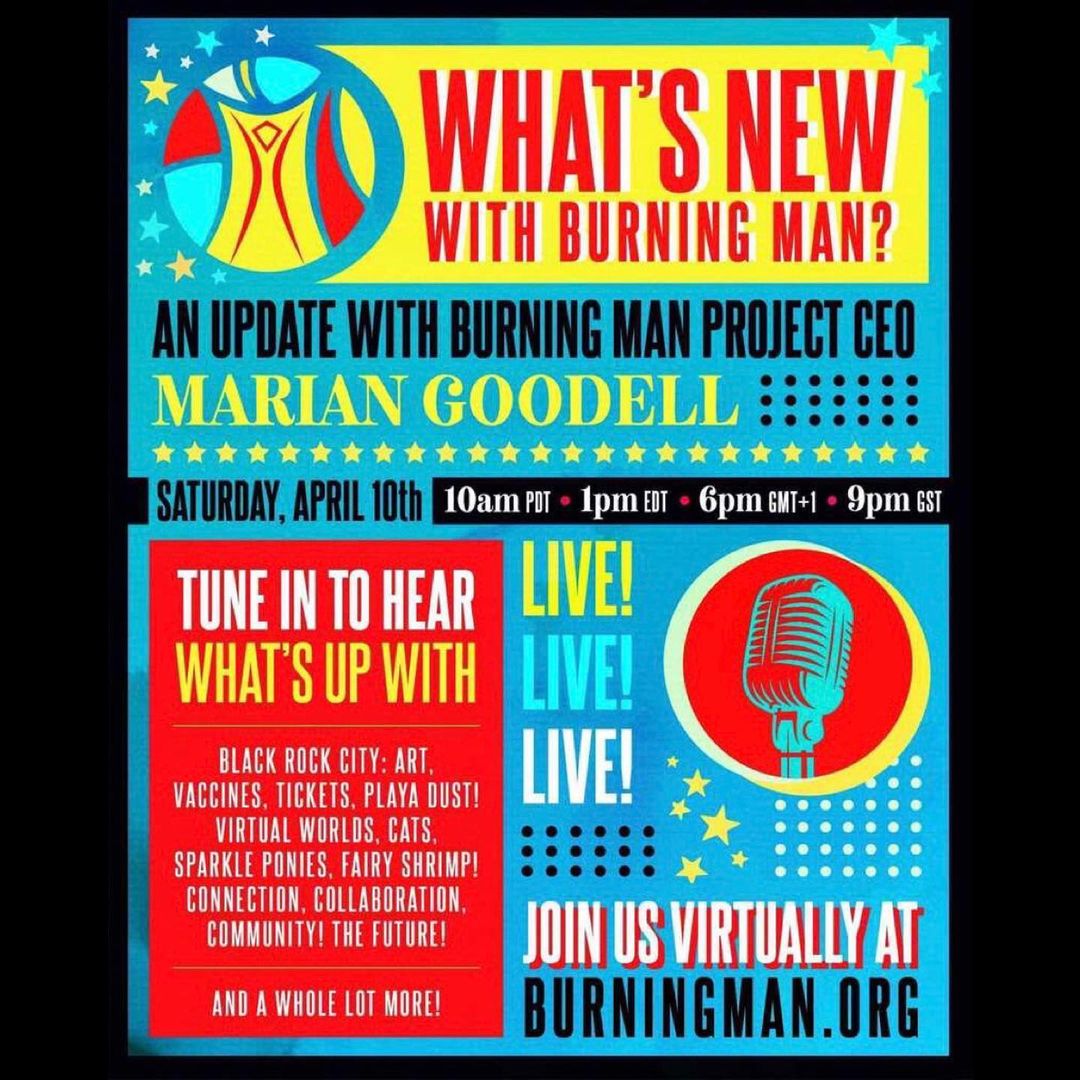 WHAT'S NEW
WITH BURNING MAN?
AN UPDATE WITH BURNING MAN PROJECT CEO
MARIAN GOODELL
SATURDAY, APRIL 10th 10am PDT • 1pm EDT • 6pm GMT+1 • 9pm GST
TUNE IN TO HEAR
WHAT'S UP WITH
BLACK ROCK CITY: ART,
VACCINES, TICKETS, PLAYA DUST!
VIRTUAL WORLDS, CATS,
SPARKLE PONIES, FAIRY SHRIMP!
CONNECTION, COLLABORATION,
COMMUNITY! THE FUTURE!
AND A WHOLE LOT MORE!
LIVE!
LIVE!
LIVE!
JOIN US VIRTUALLY AT
BURNINGMAN.ORG